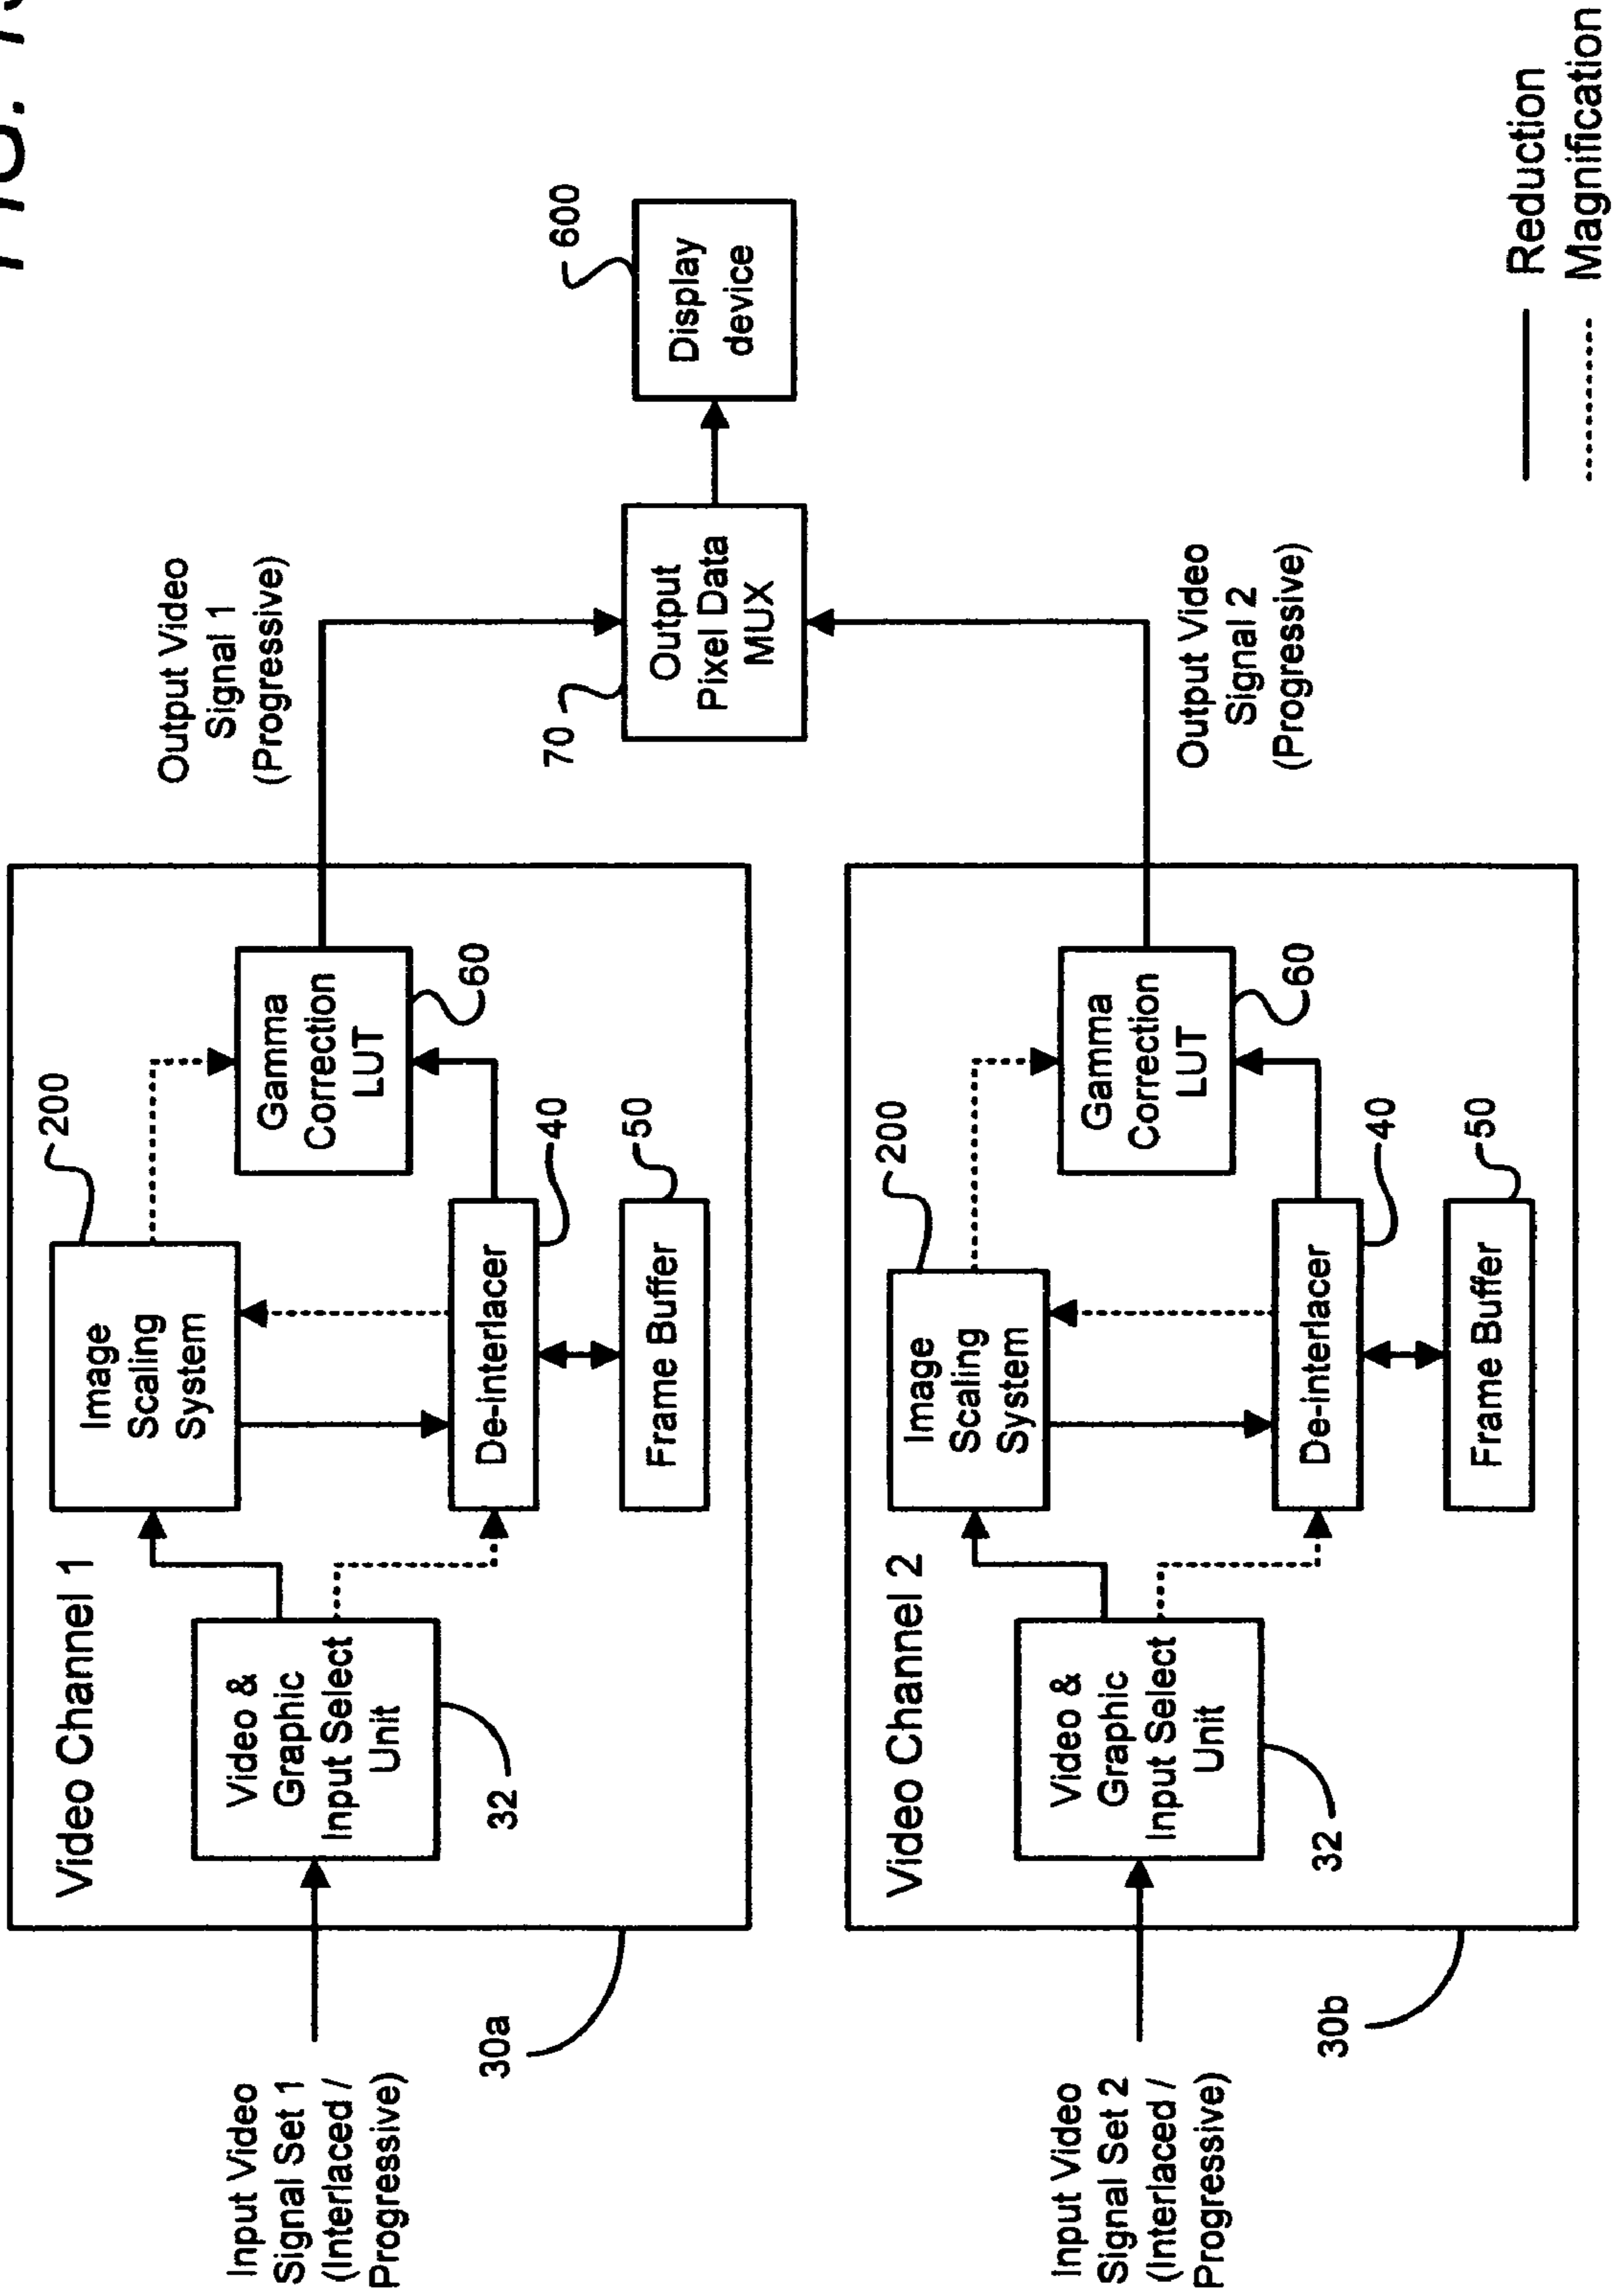 FIG.
Video Channel 1
Input Video
Signal Set 1
(Interlaced /
Progressive)
30a
Video &
Graphic
Input Select
Unit
32
Image
Scaling
System
200
De-interlacer
40
Frame Buffer
50
Gamma
Correction
LUT
60
Output Video
Signal 1
(Progressive)
70
Output
Pixel Data
MUX
600
Display
device
Video Channel 2
Input Video
Signal Set 2
(Interlaced /
Progressive)
30b
Video &
Graphic
Input Select
Unit
32
Image
Scaling
System
200
De-interlacer
40
Frame Buffer
50
Gamma
Correction
LUT
60
Output Video
Signal 2
(Progressive)
Reduction
Magnification